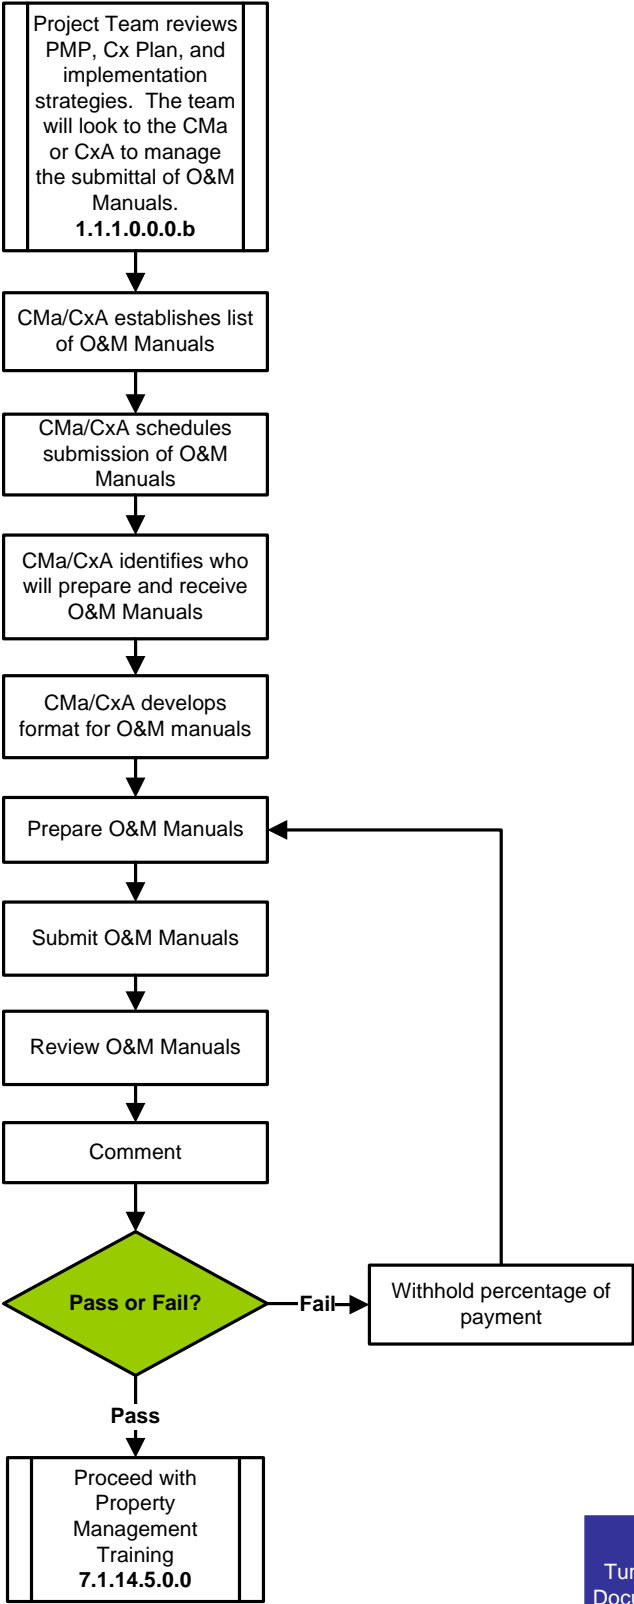 Project Team reviews
PMP, Cx Plan, and
implementation
strategies. The team
will look to the CMa
or CxA to manage
the submittal of O&M
Manuals.
1.1.1.0.0.0.b
CMa/CxA establishes list
of O&M Manuals
CMa/CxA schedules
submission of O&M
Manuals
CMa/CxA identifies who
will prepare and receive
O&M Manuals
CMa/CxA develops
format for O&M manuals
Prepare O&M Manuals
Submit O&M Manuals
Review O&M Manuals
Comment
Pass or Fail?
Fail
Withhold percentage of
payment
Pass
Proceed with
Property
Management
Training
7.1.14.5.0.0